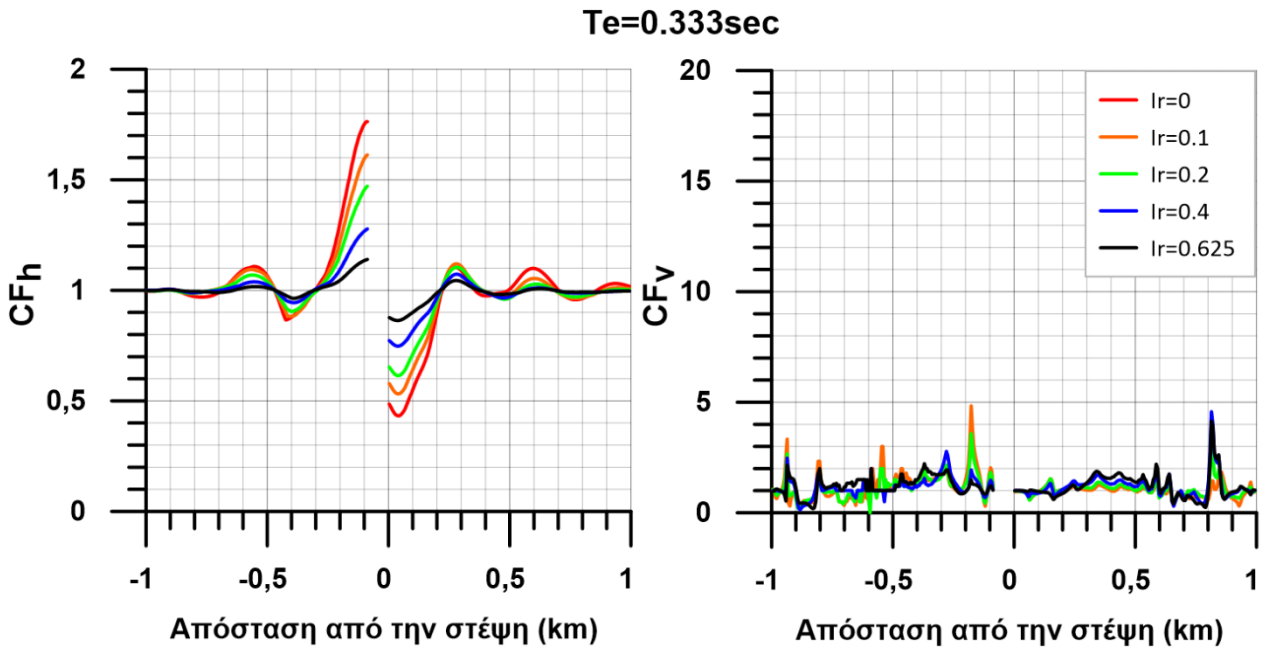 Te=0.333sec
CFh
2
1,5
1
0,5
0
-1 -0,5 0 0,5 1
Απόσταση από την στέψη (km)
CFv
20
15
10
5
0
-1 -0,5 0 0,5 1
Απόσταση από την στέψη (km)
Ir=0
Ir=0.1
Ir=0.2
Ir=0.4
Ir=0.625